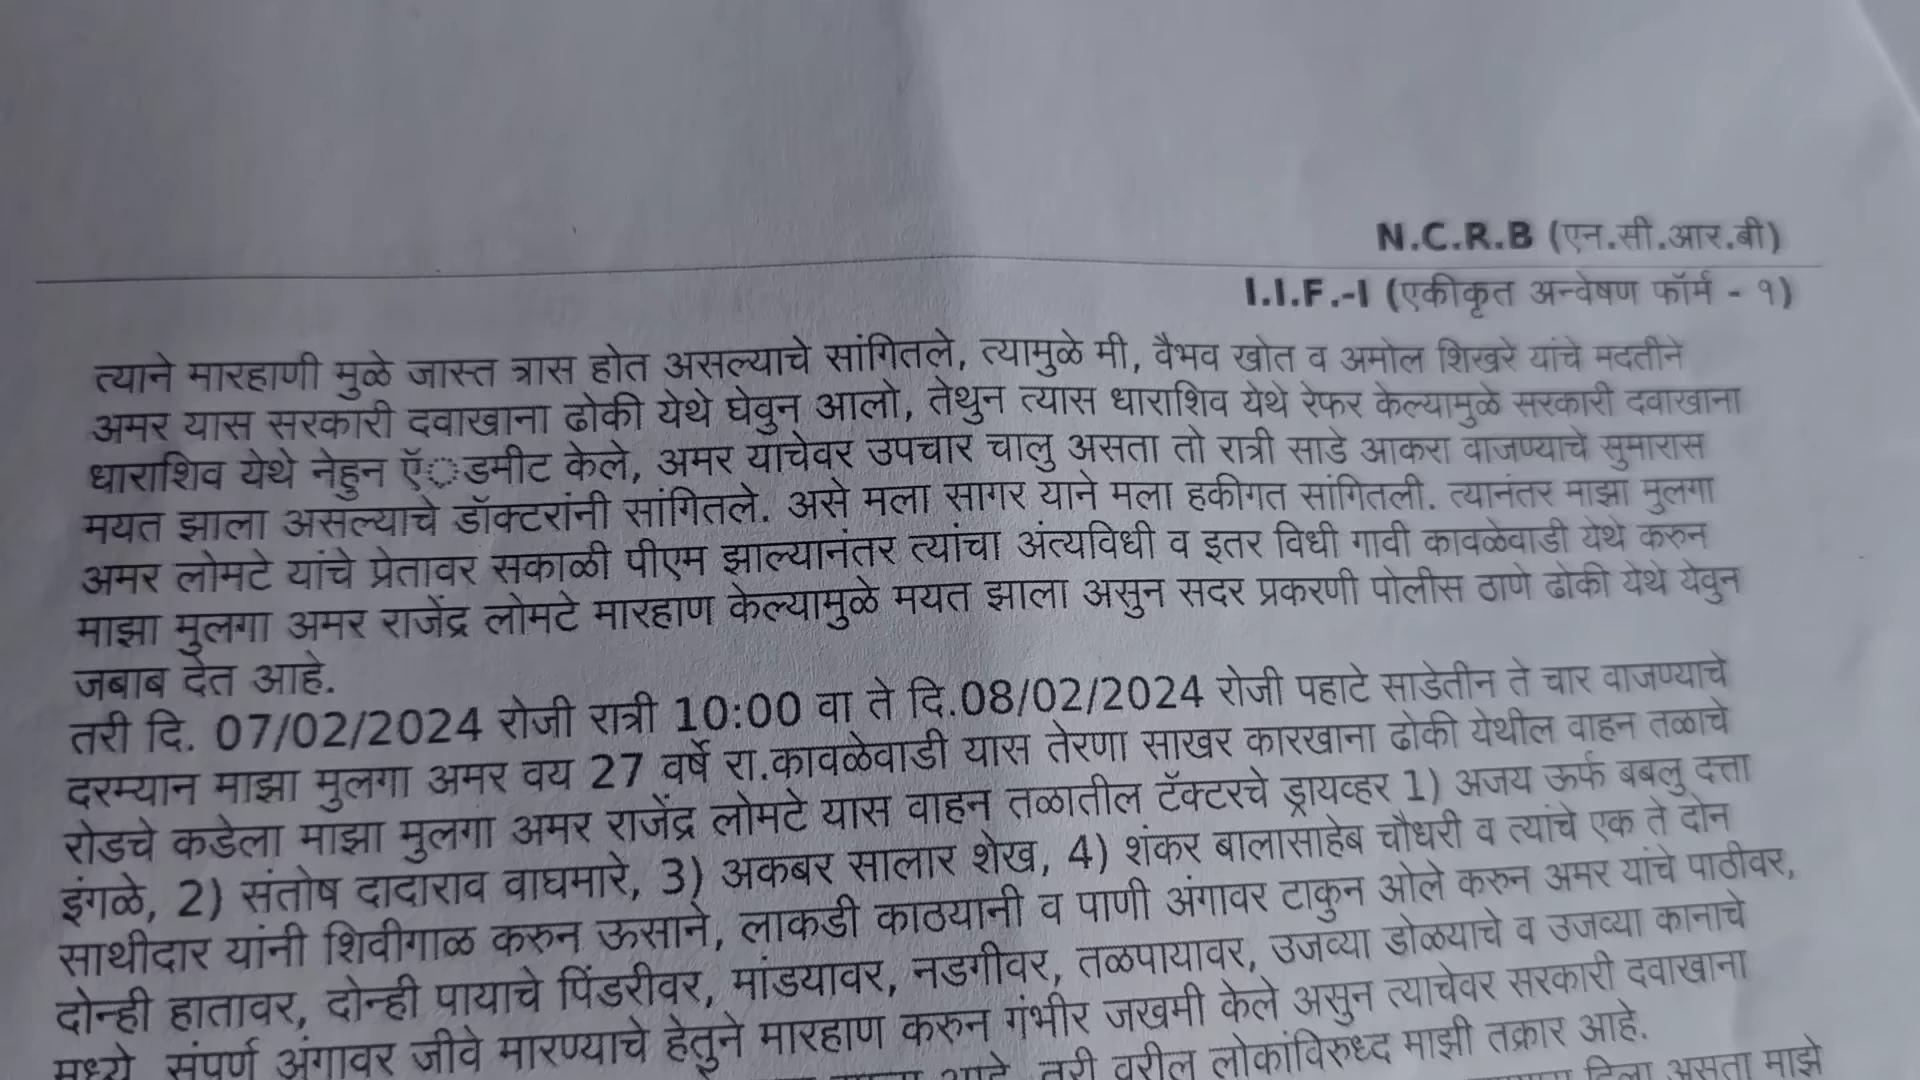 N.C.R.B (एन.सी.आर.बी)
I.I.F.-I (एकीकृत अन्वेषण फॉर्म - १)
त्याने मारहाणी मुळे जास्त त्रास होत असल्याचे सांगितले, त्यामुळे मी, वैभव खोत व अमोल शिखरे यांचे मदतीने
अमर यास सरकारी दवाखाना ढोकी येथे घेवुन आलो, तेथुन त्यास धाराशिव येथे रेफर केल्यामुळे सरकारी दवाखाना
धाराशिव येथे नेहुन ऍॅडमीट केले, अमर याचेवर उपचार चालु असता तो रात्री साडे आकरा वाजण्याचे सुमारास
मयत झाला असल्याचे डॉक्टरांनी सांगितले. असे मला सागर याने मला हकीगत सांगितली. त्यानंतर माझा मुलगा
अमर लोमटे यांचे प्रेतावर सकाळी पीएम झाल्यानंतर त्यांचा अंत्यविधी व इतर विधी गावी कावळेवाडी येथे करुन
माझा मुलगा अमर राजेंद्र लोमटे मारहाण केल्यामुळे मयत झाला असुन सदर प्रकरणी पोलीस ठाणे ढोकी येथे येवुन
जबाब देत आहे.
तरी दि. 07/02/2024 रोजी रात्री 10:00 वा ते दि.08/02/2024 रोजी पहाटे साडेतीन ते चार वाजण्याचे
दरम्यान माझा मुलगा अमर वय 27 वर्षे रा.कावळेवाडी यास तेरणा साखर कारखाना ढोकी येथील वाहन तळाचे
रोडचे कडेला माझा मुलगा अमर राजेंद्र लोमटे यास वाहन तळातील टॅक्टरचे ड्रायव्हर 1) अजय ऊर्फ बबलु दत्ता
इंगळे, 2) संतोष दादाराव वाघमारे, 3) अकबर सालार शेख, 4) शंकर बालासाहेब चौधरी व त्यांचे एक ते दोन
साथीदार यांनी शिवीगाळ करुन ऊसाने, लाकडी काठयानी व पाणी अंगावर टाकुन ओले करुन अमर यांचे पाठीवर,
दोन्ही हातावर, दोन्ही पायाचे पिंडरीवर, मांडयावर, नडगीवर, तळपायावर, उजव्या डोळयाचे व उजव्या कानाचे
मध्ये, संपूर्ण अंगावर जीवे मारण्याचे हेतुने मारहाण करुन गंभीर जखमी केले असुन त्याचेवर सरकारी दवाखाना
आहे. तरी वरील लोकांविरुध्द माझी तक्रार आहे.
दिला असता माझे